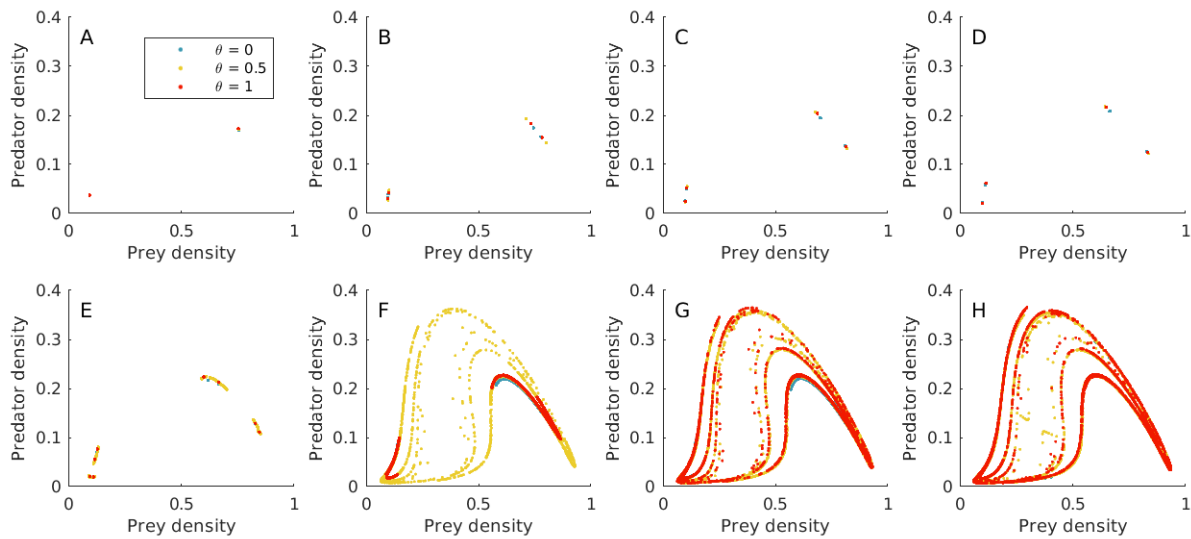 A
θ = 0
θ = 0.5
θ = 1
0.4
0.3
0.2
0.1
0
0 0.5 1
Predator density
Prey density
B
0.4
0.3
0.2
0.1
0
0 0.5 1
Predator density
Prey density
C
0.4
0.3
0.2
0.1
0
0 0.5 1
Predator density
Prey density
D
0.4
0.3
0.2
0.1
0
0 0.5 1
Predator density
Prey density
E
0.4
0.3
0.2
0.1
0
0 0.5 1
Predator density
Prey density
F
0.4
0.3
0.2
0.1
0
0 0.5 1
Predator density
Prey density
G
0.4
0.3
0.2
0.1
0
0 0.5 1
Predator density
Prey density
H
0.4
0.3
0.2
0.1
0
0 0.5 1
Predator density
Prey density